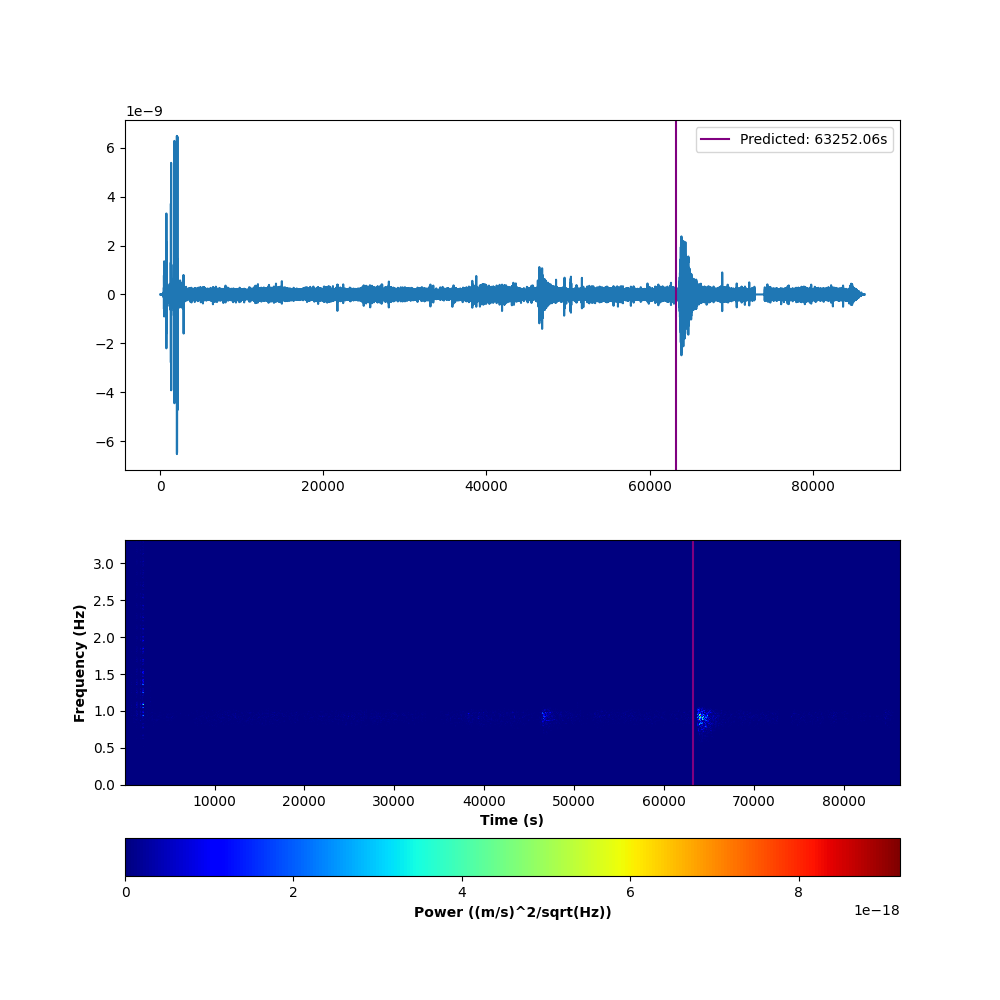 1e−9
Predicted: 63252.06s
6
4
2
0
−2
−4
−6
0 20000 40000 60000 80000
Frequency (Hz)
3.0
2.5
2.0
1.5
1.0
0.5
0.0
10000 20000 30000 40000 50000 60000 70000 80000
Time (s)
0 2 4 6 8
1e−18
Power ((m/s)^2/sqrt(Hz))